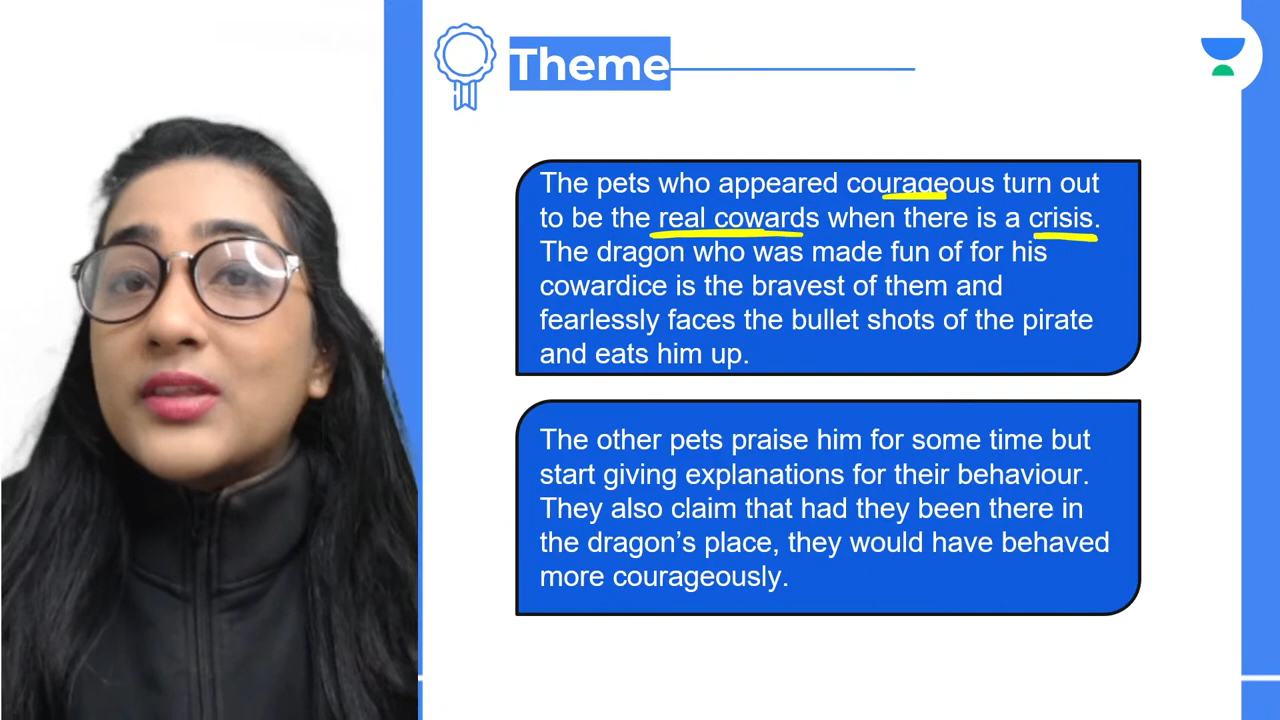 Theme
The pets who appeared courageous turn out
to be the real cowards when there is a crisis.
The dragon who was made fun of for his
cowardice is the bravest of them and
fearlessly faces the bullet shots of the pirate
and eats him up.
The other pets praise him for some time but
start giving explanations for their behaviour.
They also claim that had they been there in
the dragon’s place, they would have behaved
more courageously.